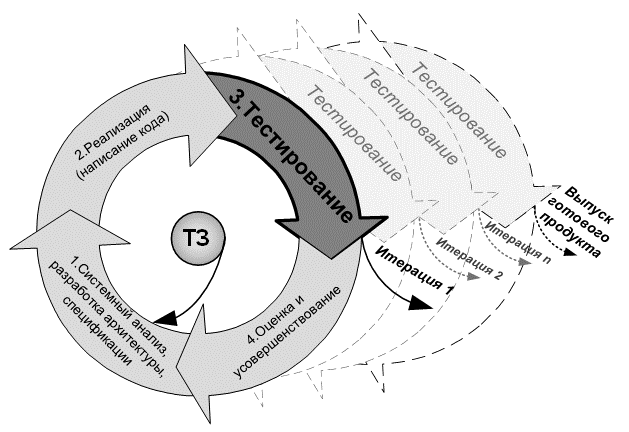 ТЗ
1.Системный анализ,
разработка архитектуры,
спецификации
2.Реализация
(написание кода)
3.Тестирование
4.Оценка и
усовершенствование
Тестирование
Тестирование
Тестирование
Итерация 1
Итерация 2
Итерация n
Выпуск
готового
продукта